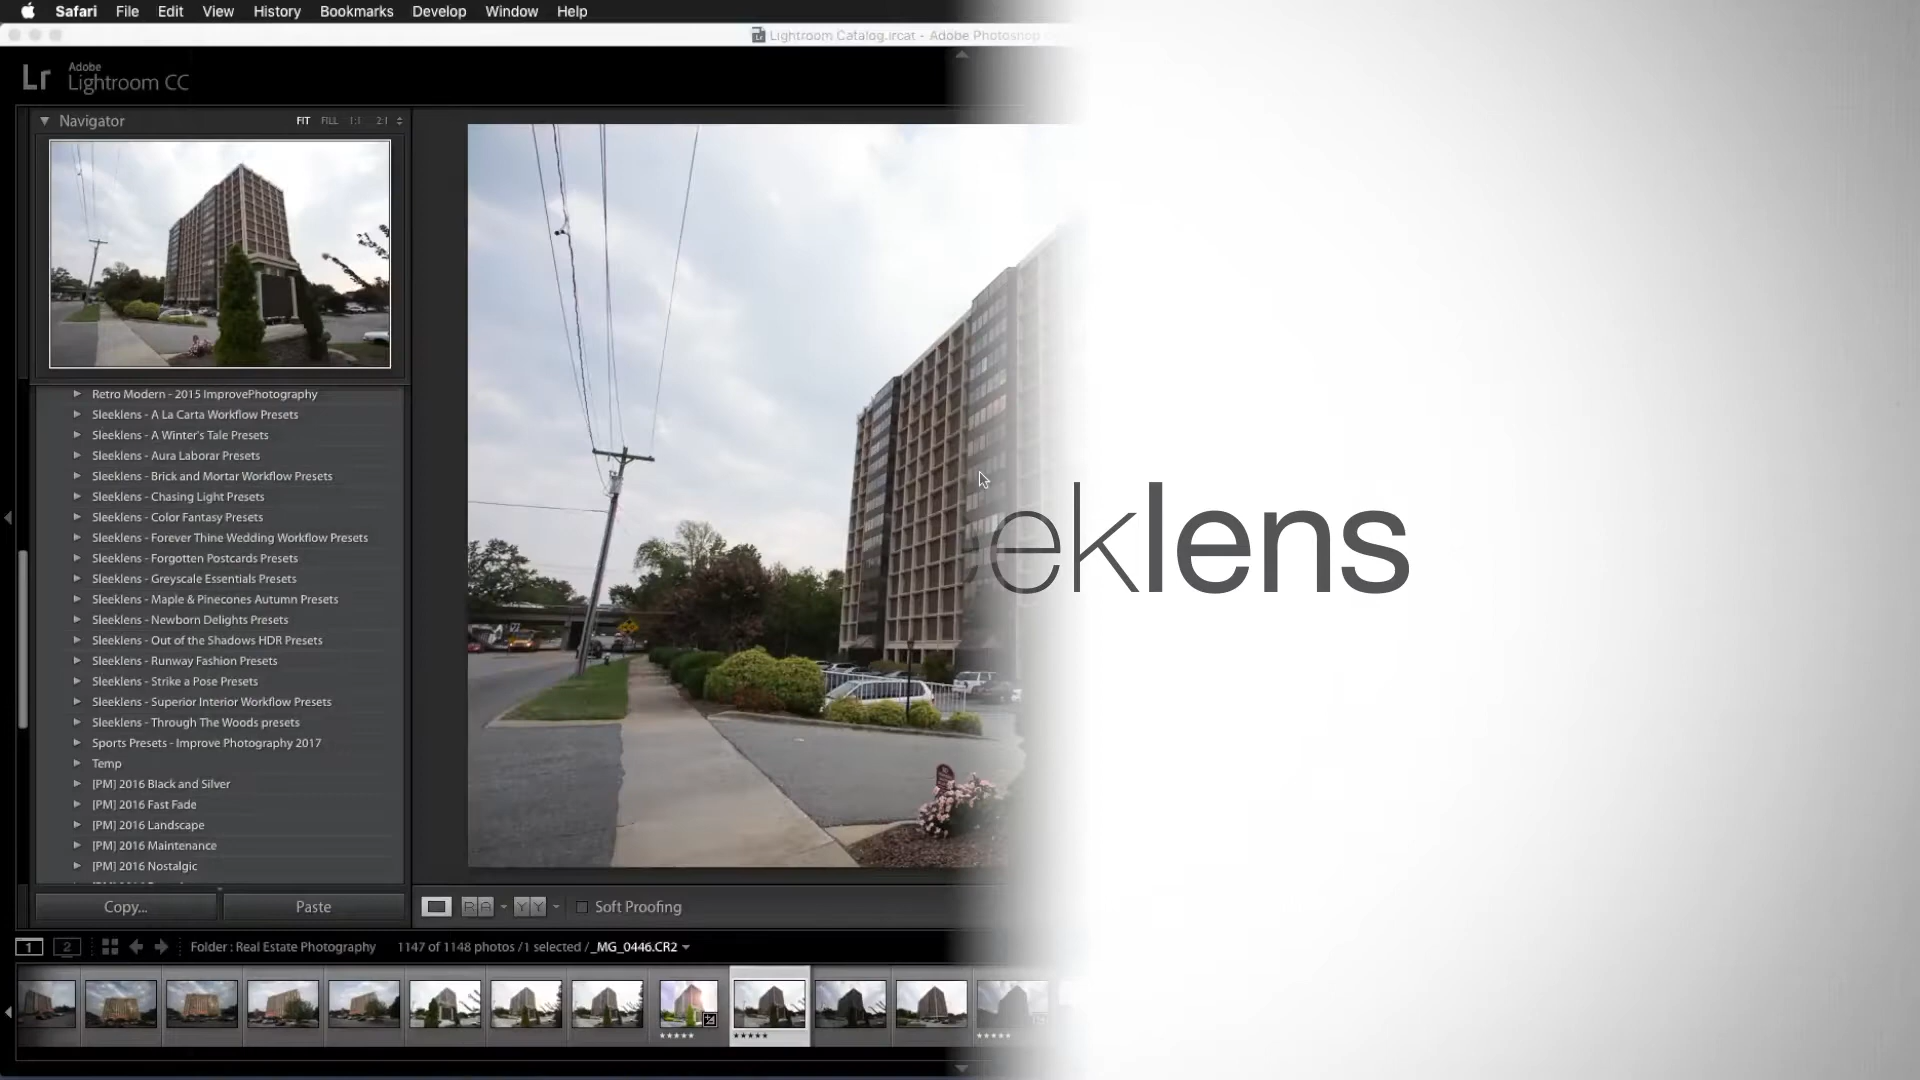 Safari File Edit View History Bookmarks Develop Window Help
Lightroom Catalog.lrcat - Adobe Photoshop
Lr Adobe Lightroom CC
Navigator FIT FILL 1:1 2:1
Retro Modern - 2015 ImprovePhotography
Sleeklens - A La Carta Workflow Presets
Sleeklens - A Winter's Tale Presets
Sleeklens - Aura Laborar Presets
Sleeklens - Brick and Mortar Workflow Presets
Sleeklens - Chasing Light Presets
Sleeklens - Color Fantasy Presets
Sleeklens - Forever Thine Wedding Workflow Presets
Sleeklens - Forgotten Postcards Presets
Sleeklens - Greyscale Essentials Presets
Sleeklens - Maple & Pinecones Autumn Presets
Sleeklens - Newborn Delights Presets
Sleeklens - Out of the Shadows HDR Presets
Sleeklens - Runway Fashion Presets
Sleeklens - Strike a Pose Presets
Sleeklens - Superior Interior Workflow Presets
Sleeklens - Through The Woods presets
Sports Presets - Improve Photography 2017
Temp
[PM] 2016 Black and Silver
[PM] 2016 Fast Fade
[PM] 2016 Landscape
[PM] 2016 Maintenance
[PM] 2016 Nostalgic
eklens
Copy... Paste
R A Y Y Soft Proofing
1 2 Folder : Real Estate Photography 1147 of 1148 photos /1 selected / _MG_0446.CR2